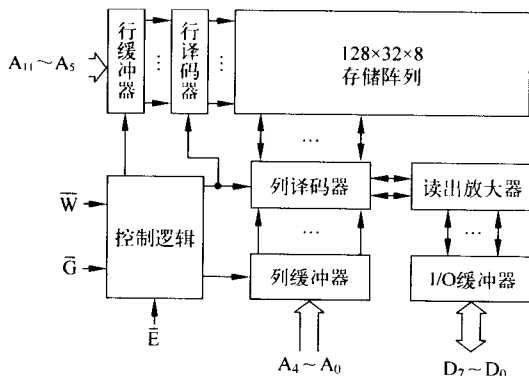 A₁₁～A₅
行缓冲器
…
行译码器
…
128×32×8
存储阵列
…
列译码器
读出放大器
W̅
G̅
E̅
控制逻辑
…
列缓冲器
…
I/O缓冲器
A₄～A₀
D₇～D₀